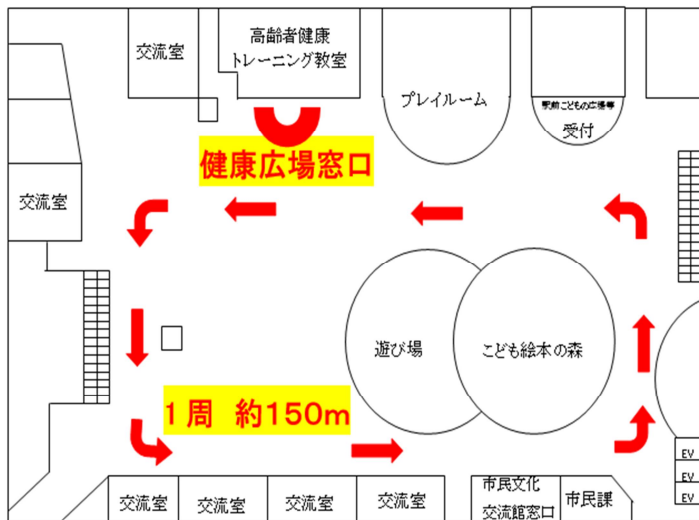 交流室
高齢者健康
トレーニング教室
プレイルーム
駅前こどもの広場等
受付
健康広場窓口
交流室
遊び場
こども絵本の森
1周 約150m
交流室
交流室
交流室
交流室
市民文化
交流館窓口
市民課
EV
EV
EV